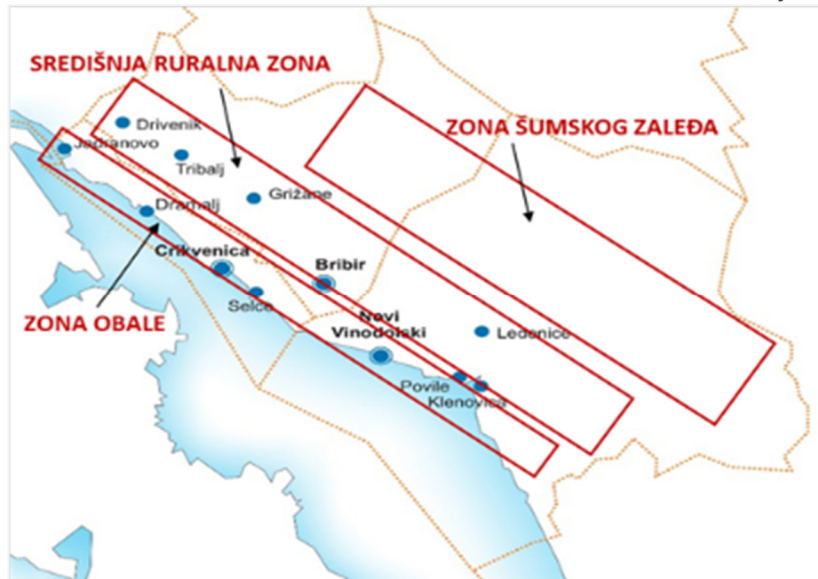 SREDIŠNJA RURALNA ZONA
ZONA ŠUMSKOG ZALEĐA
Drivenik
Jadranovo
Tribalj
Grižane
Dramalj
Crikvenica
Bribir
Selce
ZONA OBALE
Novi
Vinodolski
Ledenice
Povile
Klenovica